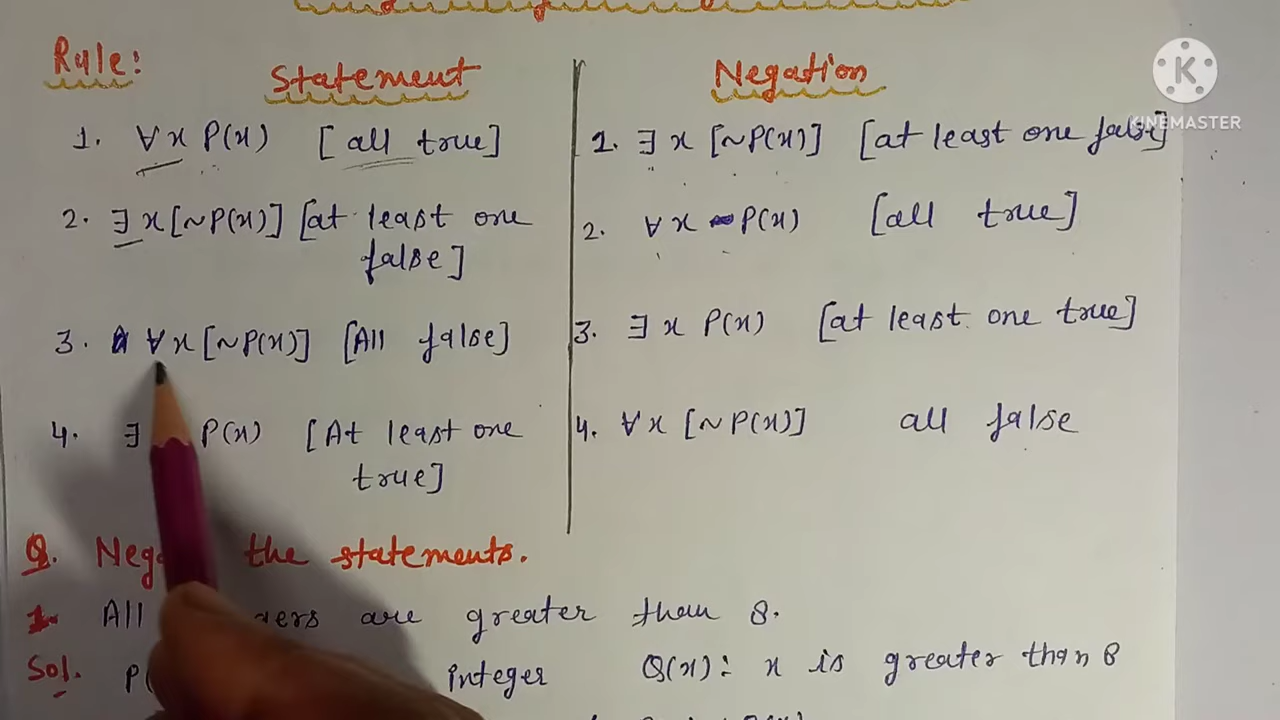 Rule:
Statement
Negation
K
KINEMASTER
1. ∀x P(x) [all true]
1. ∃x [~P(x)] [at least one false]
2. ∃x[~P(x)] [at least one
false]
2. ∀x P(x) [all true]
3. ∀x [~P(x)] [All false]
3. ∃x P(x) [at least one true]
4. ∃ P(x) [At least one
true]
4. ∀x [~P(x)] all false
Q. the statements.
1. All are greater than 8.
Sol. integer Q(x): x is greater than 8